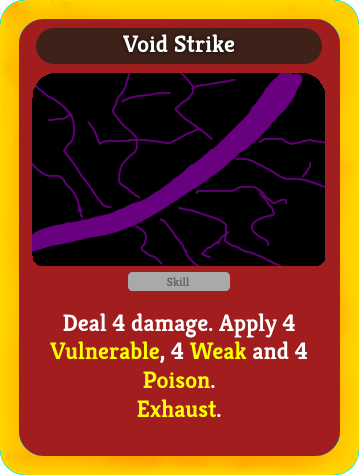 Void Strike
Skill
Deal 4 damage. Apply 4
Vulnerable, 4 Weak and 4
Poison.
Exhaust.